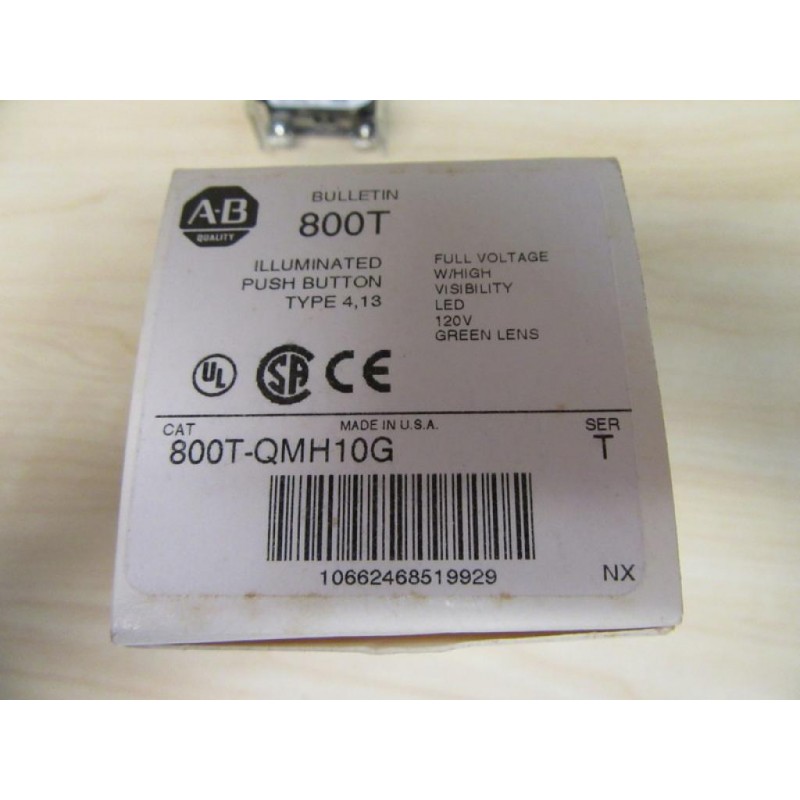 A-B
QUALITY
BULLETIN
800T
ILLUMINATED
PUSH BUTTON
TYPE 4,13
FULL VOLTAGE
W/HIGH
VISIBILITY
LED
120V
GREEN LENS
UL
SA
CE
CAT
MADE IN U.S.A.
SER
800T-QMH10G
T
10662468519929
NX